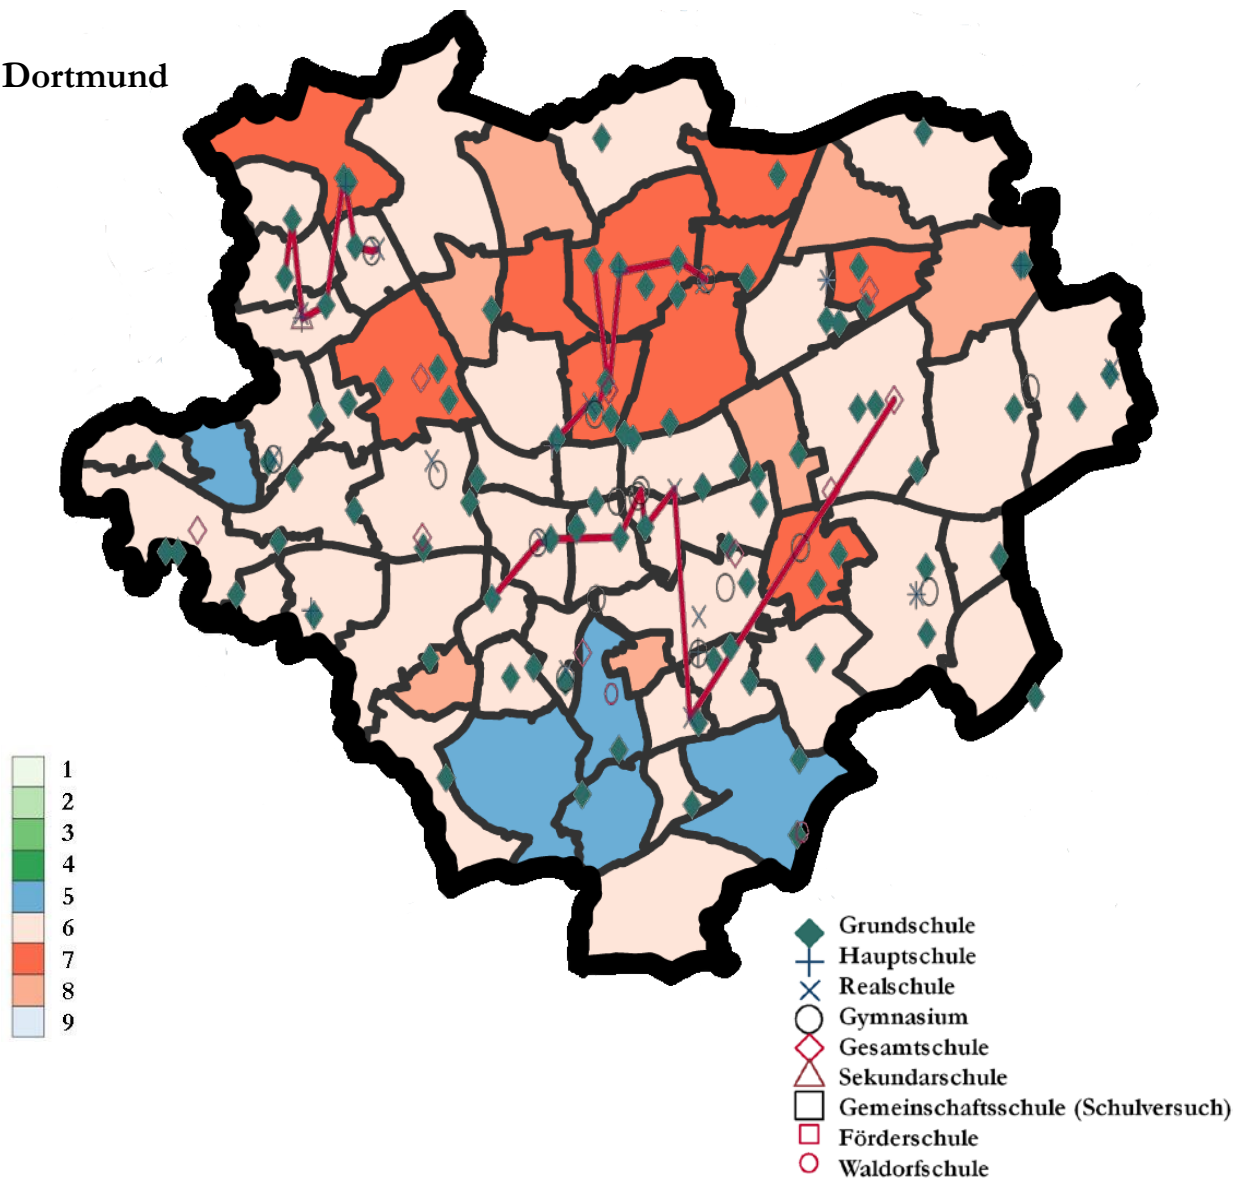 Dortmund
1
2
3
4
5
6
7
8
9
Grundschule
Hauptschule
Realschule
Gymnasium
Gesamtschule
Sekundarschule
Gemeinschaftsschule (Schulversuch)
Förderschule
Waldorfschule